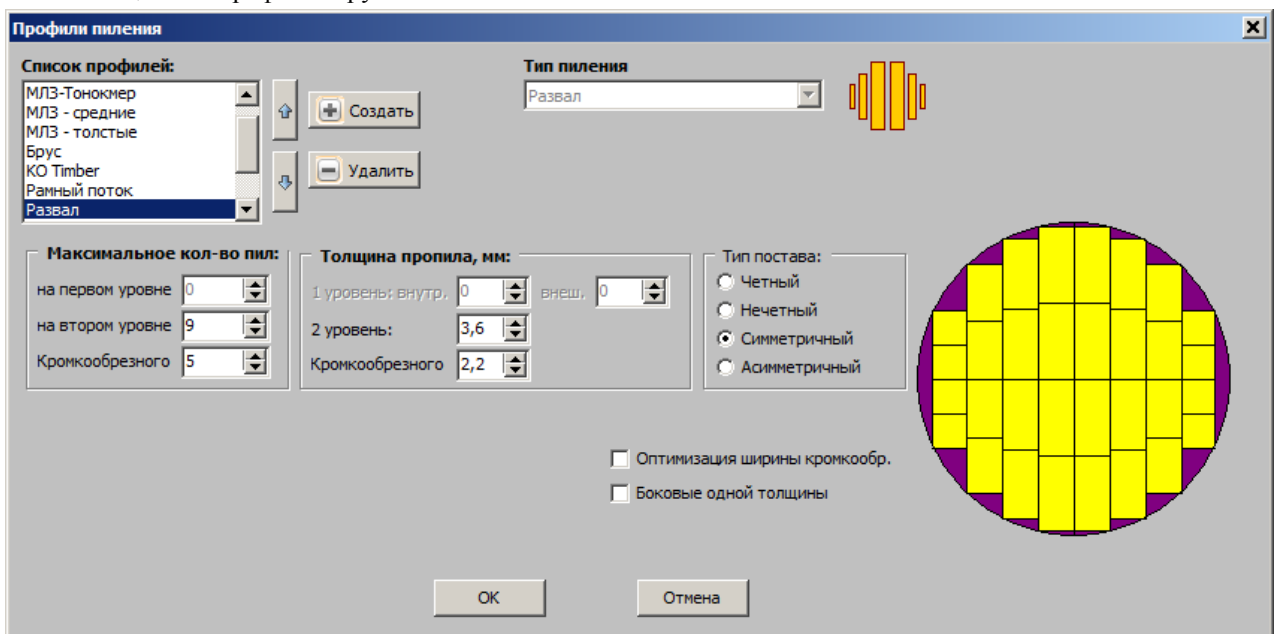 Профили пиления
Список профилей:
Тип пиления
МЛЗ-Тонокмер
МЛЗ - средние
МЛЗ - толстые
Брус
KO Timber
Рамный поток
Развал
Создать
Удалить
Развал
Максимальное кол-во пил:
на первом уровне 0
на втором уровне 9
Кромкообрезного 5
Толщина пропила, мм:
1 уровень: внутр. 0 внеш. 0
2 уровень: 3,6
Кромкообрезного 2,2
Тип постава:
Четный
Нечетный
Симметричный
Асимметричный
Оптимизация ширины кромкообр.
Боковые одной толщины
OK
Отмена